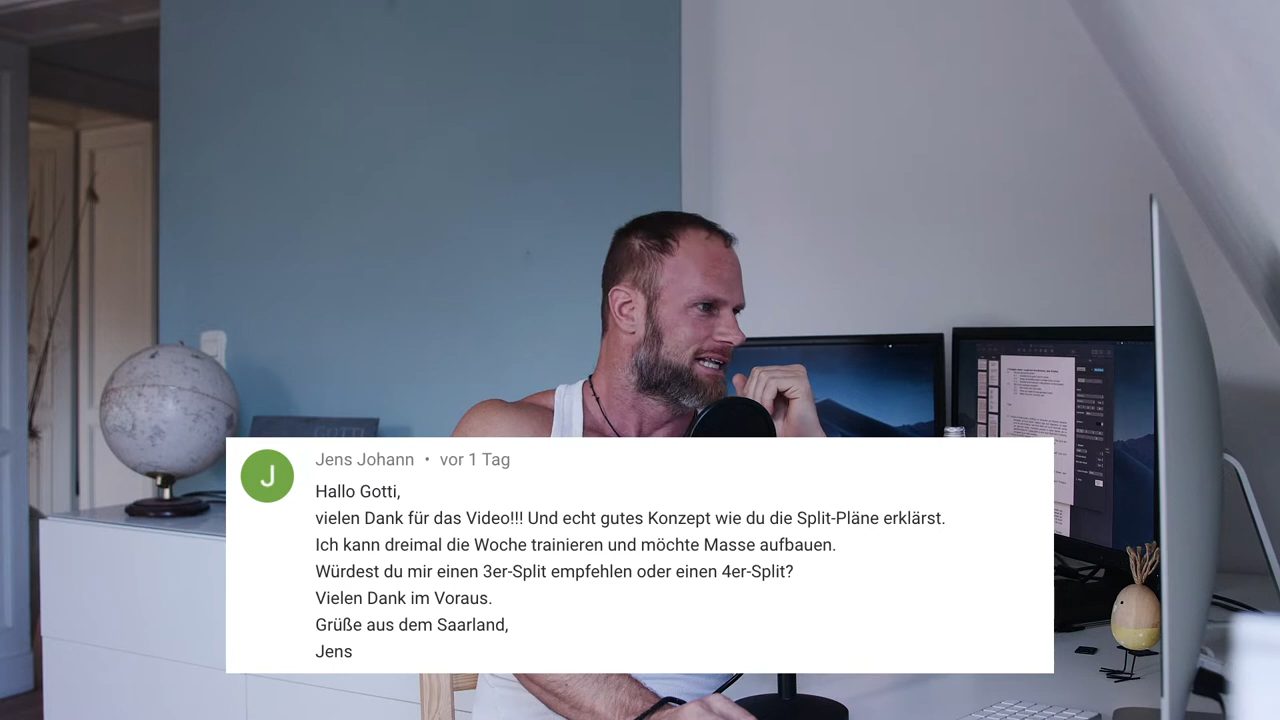 J
Jens Johann • vor 1 Tag
Hallo Gotti,
vielen Dank für das Video!!! Und echt gutes Konzept wie du die Split-Pläne erklärst.
Ich kann dreimal die Woche trainieren und möchte Masse aufbauen.
Würdest du mir einen 3er-Split empfehlen oder einen 4er-Split?
Vielen Dank im Voraus.
Grüße aus dem Saarland,
Jens